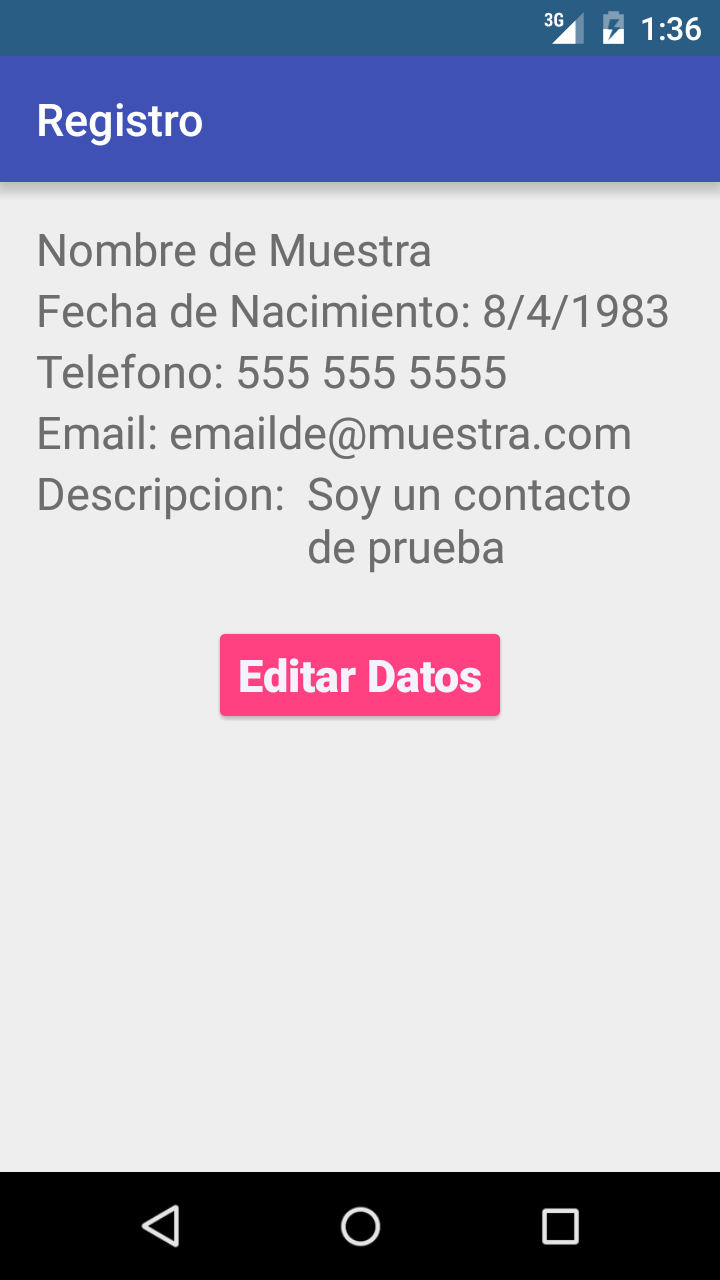 3G 1:36
Registro
Nombre de Muestra
Fecha de Nacimiento: 8/4/1983
Telefono: 555 555 5555
Email: emailde@muestra.com
Descripcion: Soy un contacto
de prueba
Editar Datos